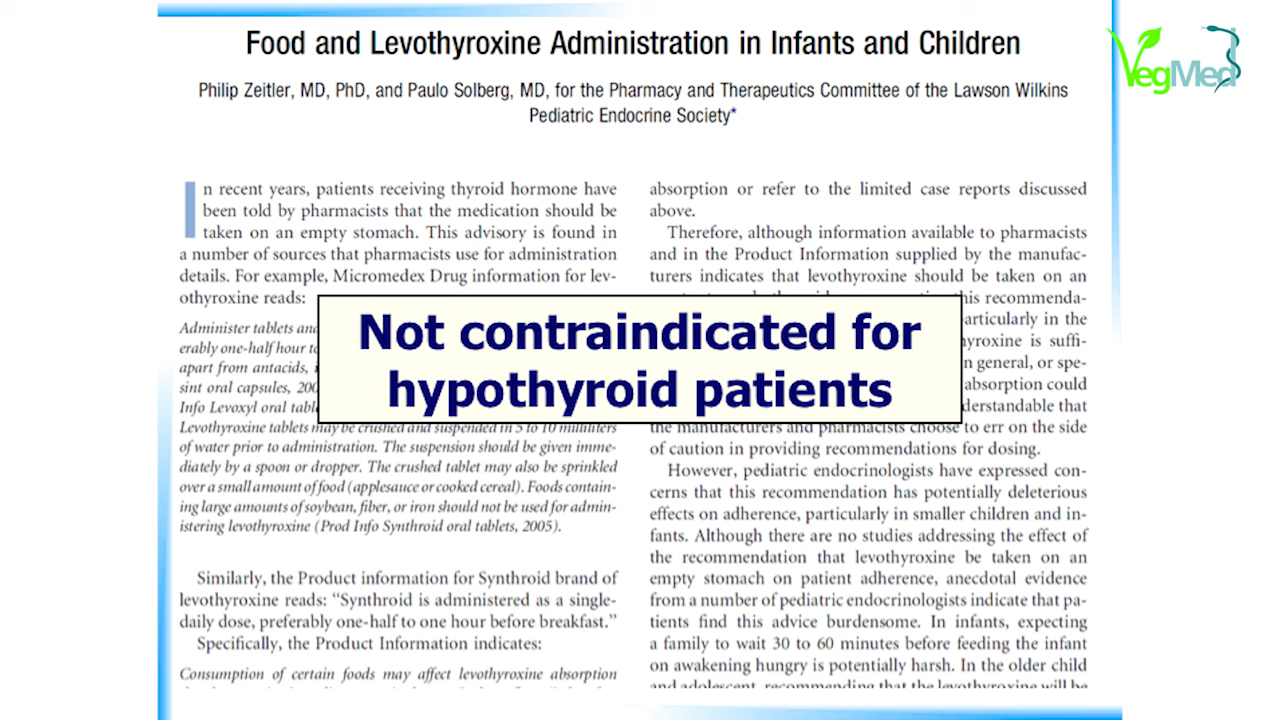 Food and Levothyroxine Administration in Infants and Children
VegMed
Philip Zeitler, MD, PhD, and Paulo Solberg, MD, for the Pharmacy and Therapeutics Committee of the Lawson Wilkins
Pediatric Endocrine Society*
In recent years, patients receiving thyroid hormone have
been told by pharmacists that the medication should be
taken on an empty stomach. This advisory is found in
a number of sources that pharmacists use for administration
details. For example, Micromedex Drug information for lev-
othyroxine reads:
Administer tablets and
erably one-half hour to
apart from antacids,
sint oral capsules, 200
Info Levoxyl oral tabl
Levothyroxine tablets may be crushed and suspended in 5 to 10 milliliters
of water prior to administration. The suspension should be given imme-
diately by a spoon or dropper. The crushed tablet may also be sprinkled
over a small amount of food (applesauce or cooked cereal). Foods contain-
ing large amounts of soybean, fiber, or iron should not be used for admin-
istering levothyroxine (Prod Info Synthroid oral tablets, 2005).
Similarly, the Product information for Synthroid brand of
levothyroxine reads: “Synthroid is administered as a single-
daily dose, preferably one-half to one hour before breakfast.”
Specifically, the Product Information indicates:
Consumption of certain foods may affect levothyroxine absorption
Not contraindicated for
hypothyroid patients
absorption or refer to the limited case reports discussed
above.
Therefore, although information available to pharmacists
and in the Product Information supplied by the manufac-
turers indicates that levothyroxine should be taken on an
this recommenda-
articularly in the
yroxine is suffi-
n general, or spe-
absorption could
derstandable that
the manufacturers and pharmacists choose to err on the side
of caution in providing recommendations for dosing.
However, pediatric endocrinologists have expressed con-
cerns that this recommendation has potentially deleterious
effects on adherence, particularly in smaller children and in-
fants. Although there are no studies addressing the effect of
the recommendation that levothyroxine be taken on an
empty stomach on patient adherence, anecdotal evidence
from a number of pediatric endocrinologists indicate that pa-
tients find this advice burdensome. In infants, expecting
a family to wait 30 to 60 minutes before feeding the infant
on awakening hungry is potentially harsh. In the older child
and adolescent, recommending that the levothyroxine will be